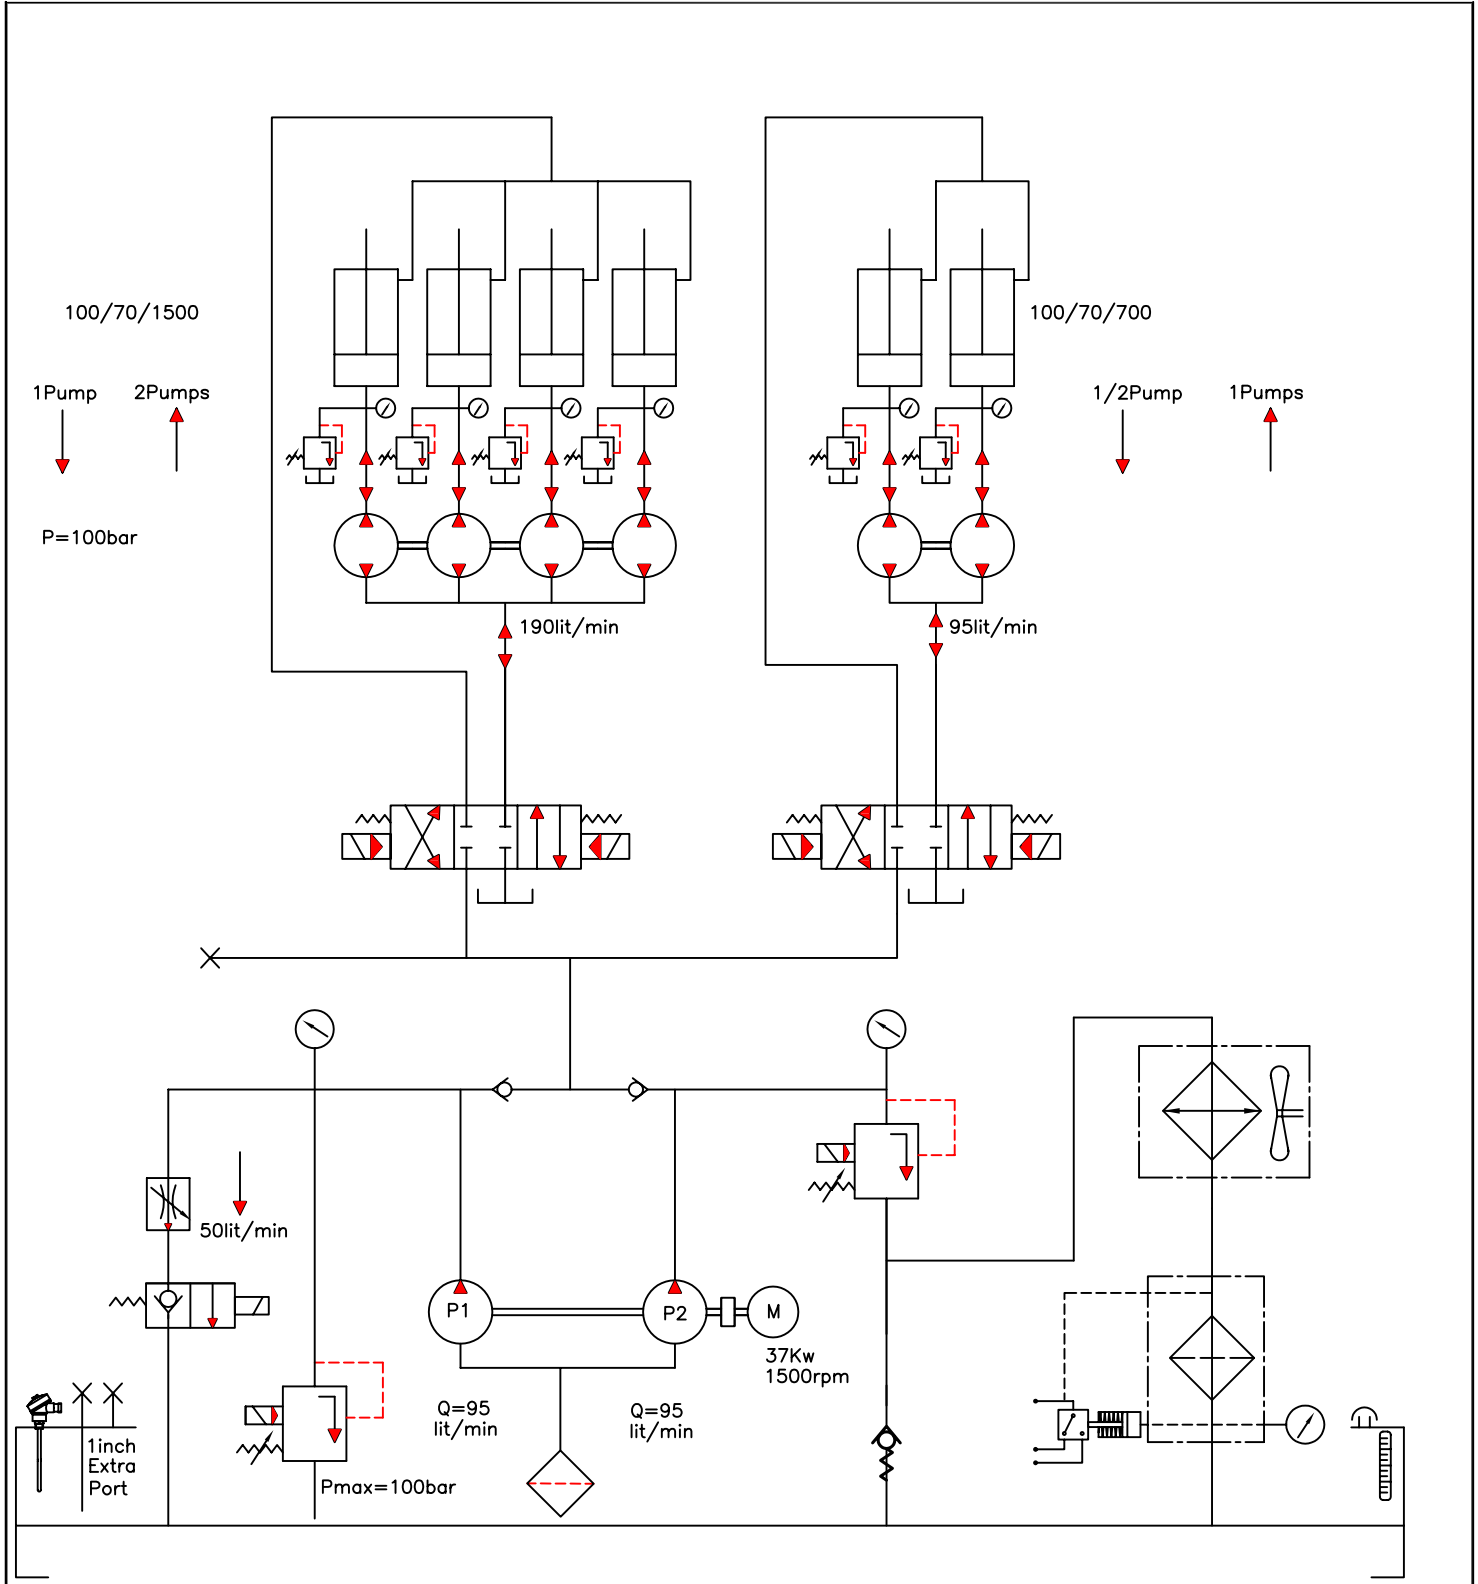 100/70/1500
100/70/700
1Pump
2Pumps
1/2Pump
1Pumps
P=100bar
190lit/min
95lit/min
50lit/min
P1
P2
M
37Kw
1500rpm
Q=95
lit/min
Q=95
lit/min
1inch
Extra
Port
Pmax=100bar